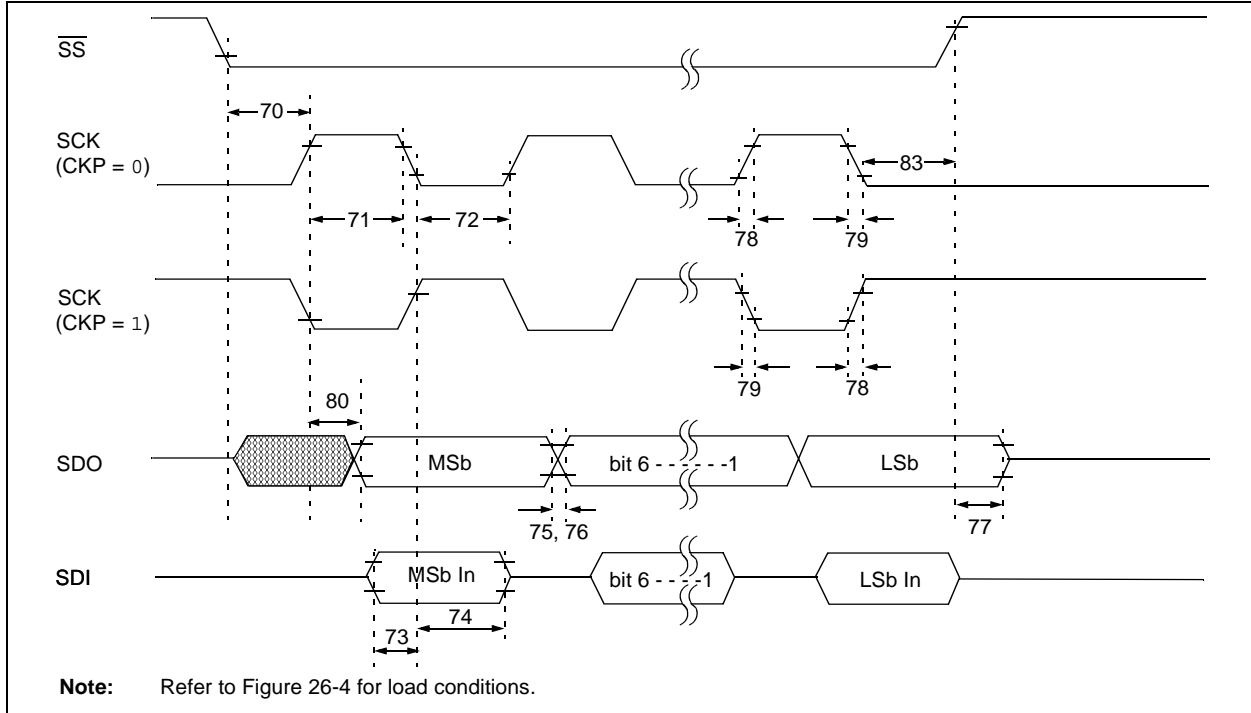 SS
70
SCK
(CKP = 0)
83
71
72
78
79
SCK
(CKP = 1)
79
78
80
SDO
MSb
bit 6 - - - - - -1
LSb
75, 76
77
SDI
MSb In
bit 6 - - - -1
LSb In
74
73
Note: Refer to Figure 26-4 for load conditions.